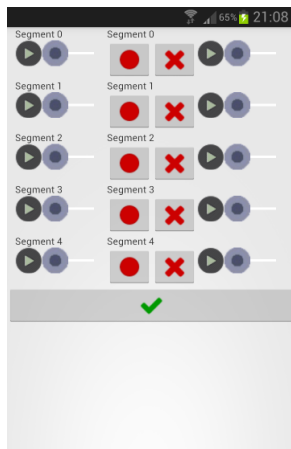 65% 21:08
Segment 0 Segment 0
Segment 1 Segment 1
Segment 2 Segment 2
Segment 3 Segment 3
Segment 4 Segment 4